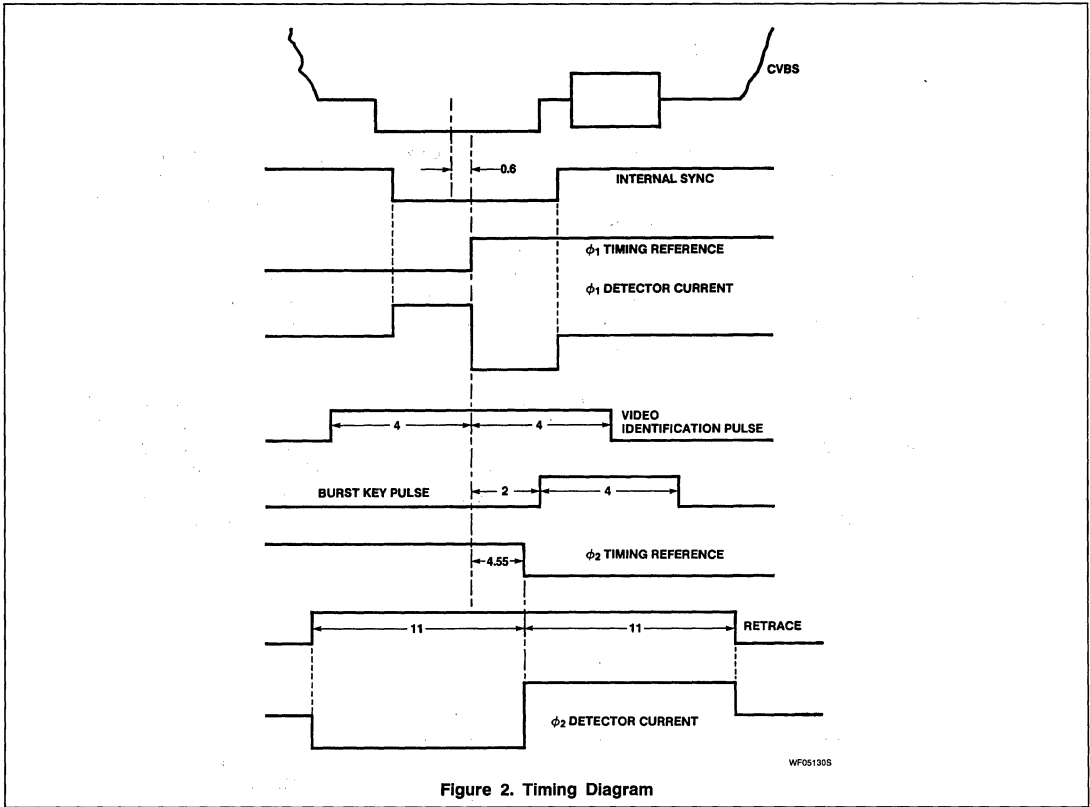 CVBS
0.6
INTERNAL SYNC
ϕ1 TIMING REFERENCE
ϕ1 DETECTOR CURRENT
VIDEO
IDENTIFICATION PULSE
4 4
BURST KEY PULSE
2 4
4.55
ϕ2 TIMING REFERENCE
11 11
RETRACE
ϕ2 DETECTOR CURRENT
WF05130S
Figure 2. Timing Diagram